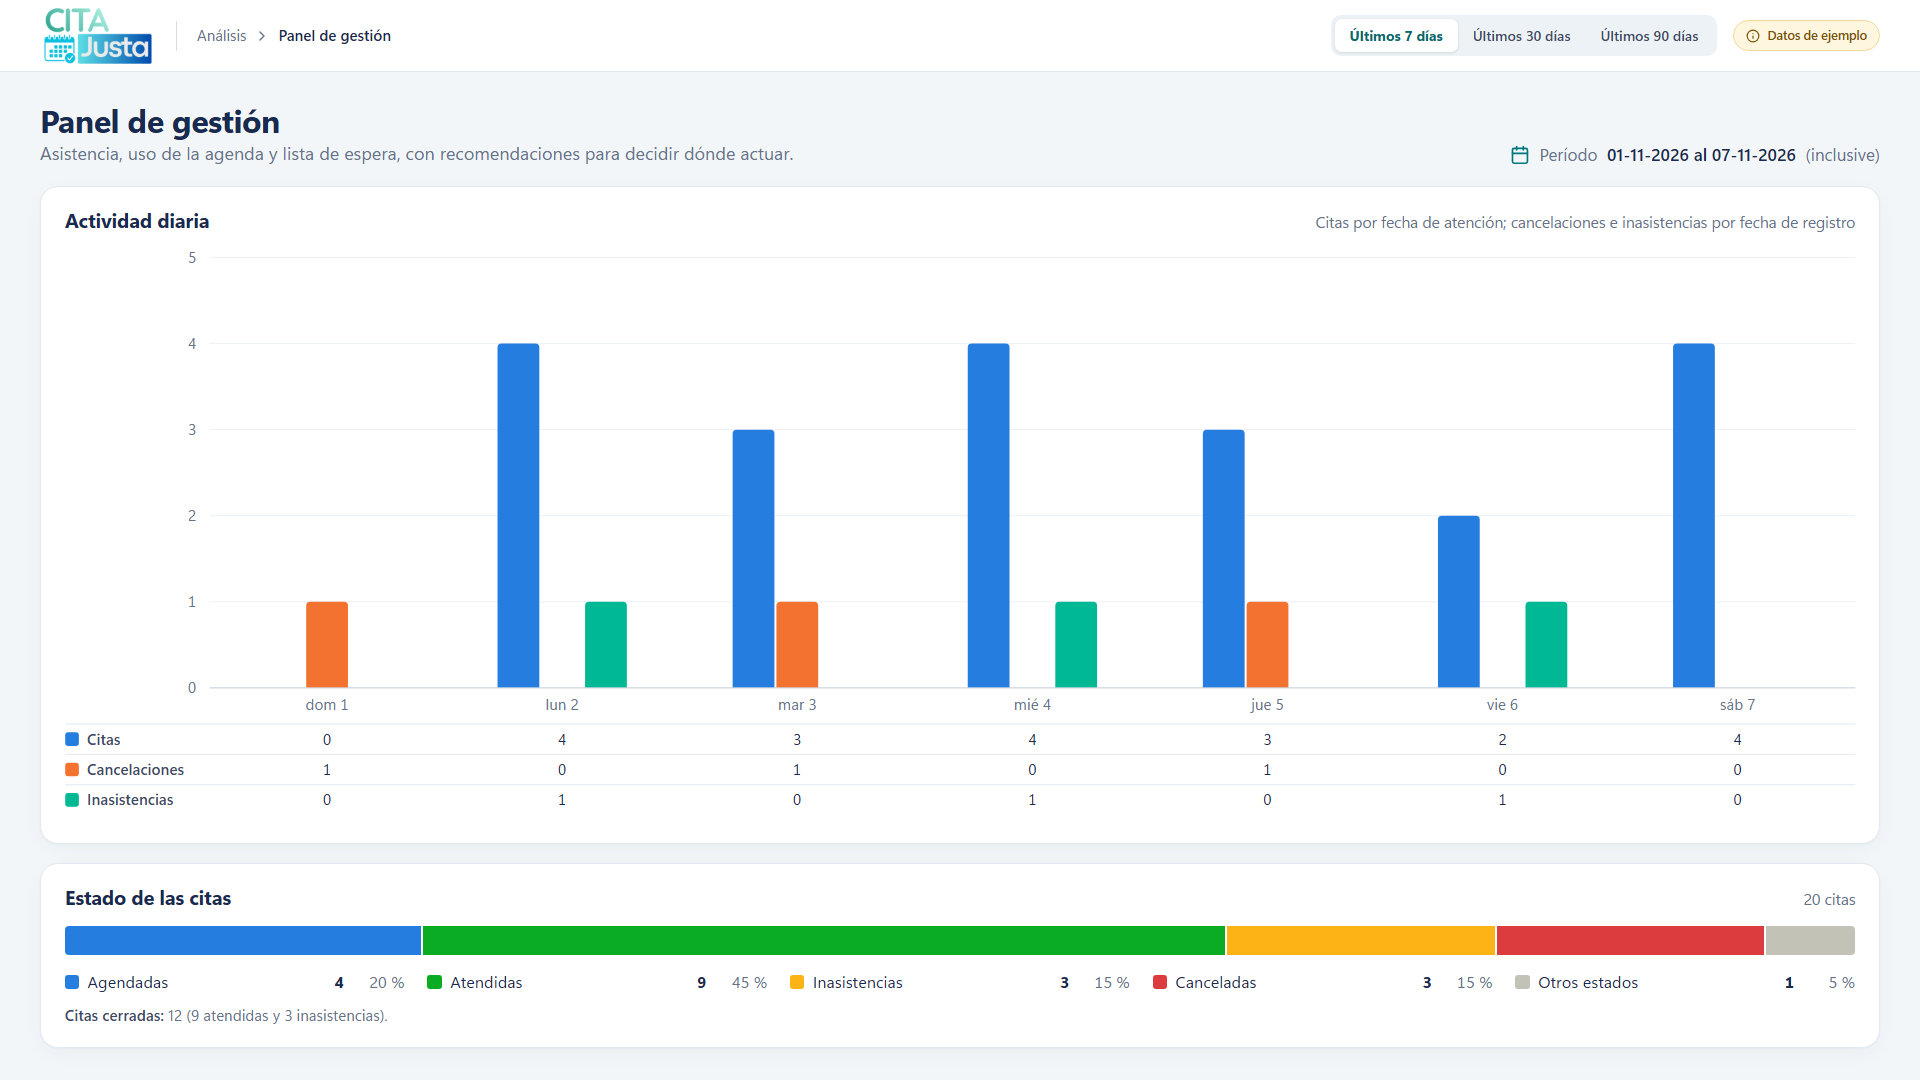 CITA
Justa
Análisis > Panel de gestión
Últimos 7 días
Últimos 30 días
Últimos 90 días
Datos de ejemplo
Panel de gestión
Asistencia, uso de la agenda y lista de espera, con recomendaciones para decidir dónde actuar.
Período 01-11-2026 al 07-11-2026 (inclusive)
Actividad diaria
Citas por fecha de atención; cancelaciones e inasistencias por fecha de registro
5
4
3
2
1
0
dom 1 lun 2 mar 3 mié 4 jue 5 vie 6 sáb 7
Citas 0 4 3 4 3 2 4
Cancelaciones 1 0 1 0 1 0 0
Inasistencias 0 1 0 1 0 1 0
Estado de las citas
20 citas
Agendadas 4 20 % Atendidas 9 45 % Inasistencias 3 15 % Canceladas 3 15 % Otros estados 1 5 %
Citas cerradas: 12 (9 atendidas y 3 inasistencias).